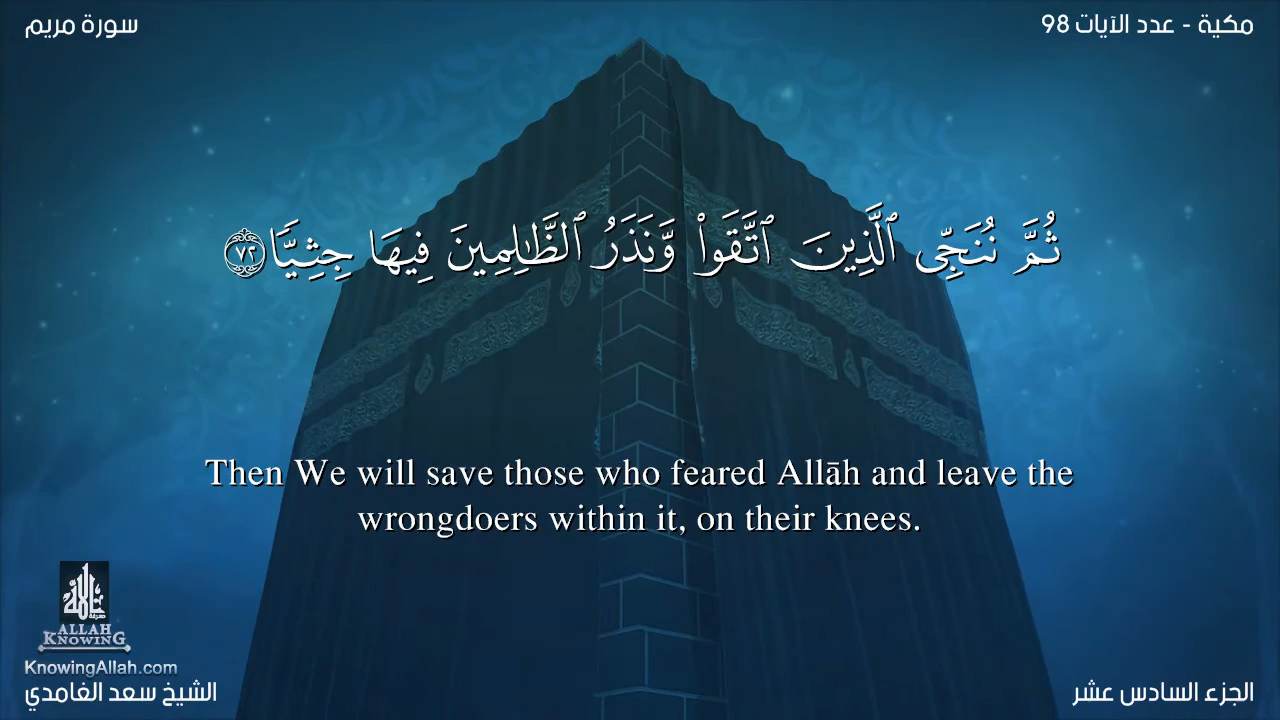 سورة مريم
مكية - عدد الآيات 98
ثُمَّ نُنَجِّى ٱلَّذِينَ ٱتَّقَوا۟ وَّنَذَرُ ٱلظَّـٰلِمِينَ فِيهَا جِثِيًّا ٧٢
Then We will save those who feared Allāh and leave the
wrongdoers within it, on their knees.
معرفة الله
ALLAH
KNOWING
KnowingAllah.com
الشيخ سعد الغامدي
الجزء السادس عشر